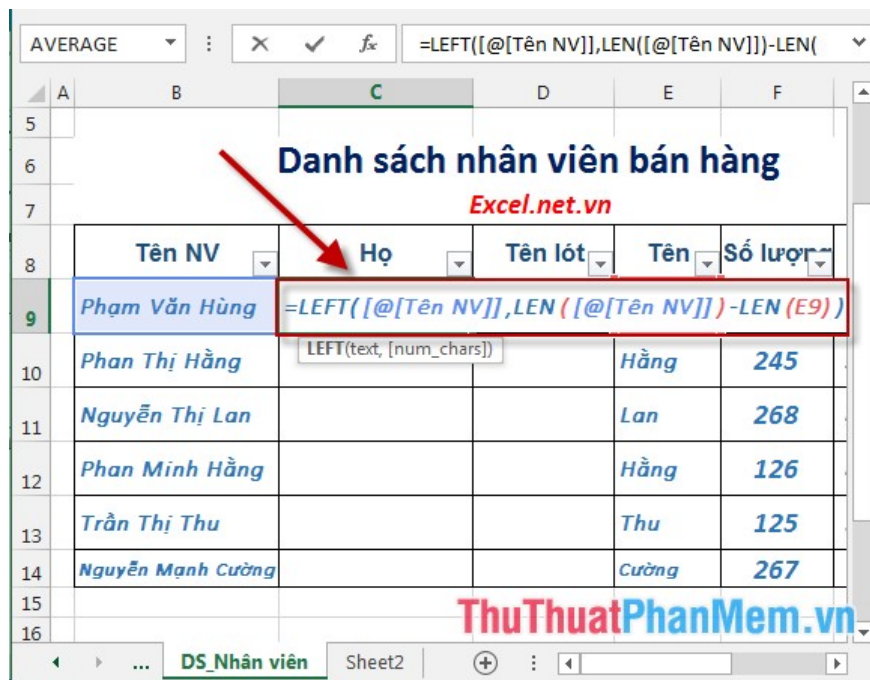 AVERAGE fx =LEFT([@[Tên NV]],LEN([@[Tên NV]])-LEN(
A B C D E F
5
6 Danh sách nhân viên bán hàng
7 Excel.net.vn
8 Tên NV Họ Tên lót Tên Số lượng
9 Phạm Văn Hùng =LEFT([@[Tên NV]],LEN([@[Tên NV]])-LEN(E9))
LEFT(text, [num_chars])
10 Phan Thị Hằng Hằng 245
11 Nguyễn Thị Lan Lan 268
12 Phan Minh Hằng Hằng 126
13 Trần Thị Thu Thu 125
14 Nguyễn Mạnh Cường Cường 267
15
ThuThuatPhanMem.vn
16
... DS_Nhân viên Sheet2